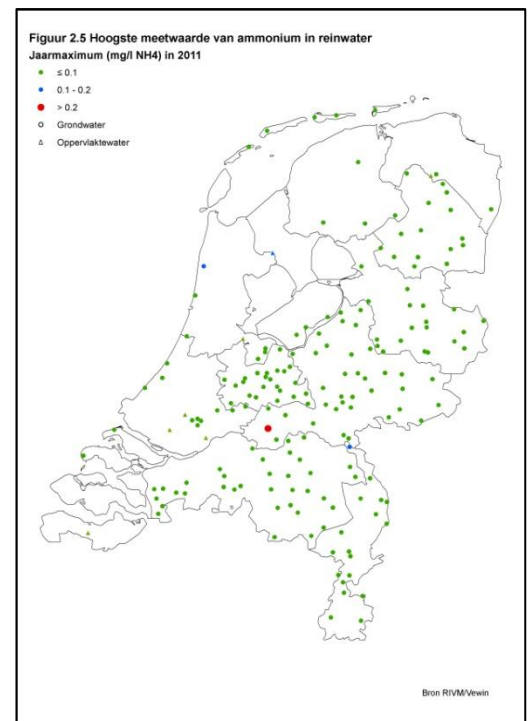 Figuur 2.5 Hoogste meetwaarde van ammonium in reinwater
Jaarmaximum (mg/l NH4) in 2011
≤ 0.1
0.1 - 0.2
> 0.2
Grondwater
Oppervlaktewater
Bron RIVM/Vewin